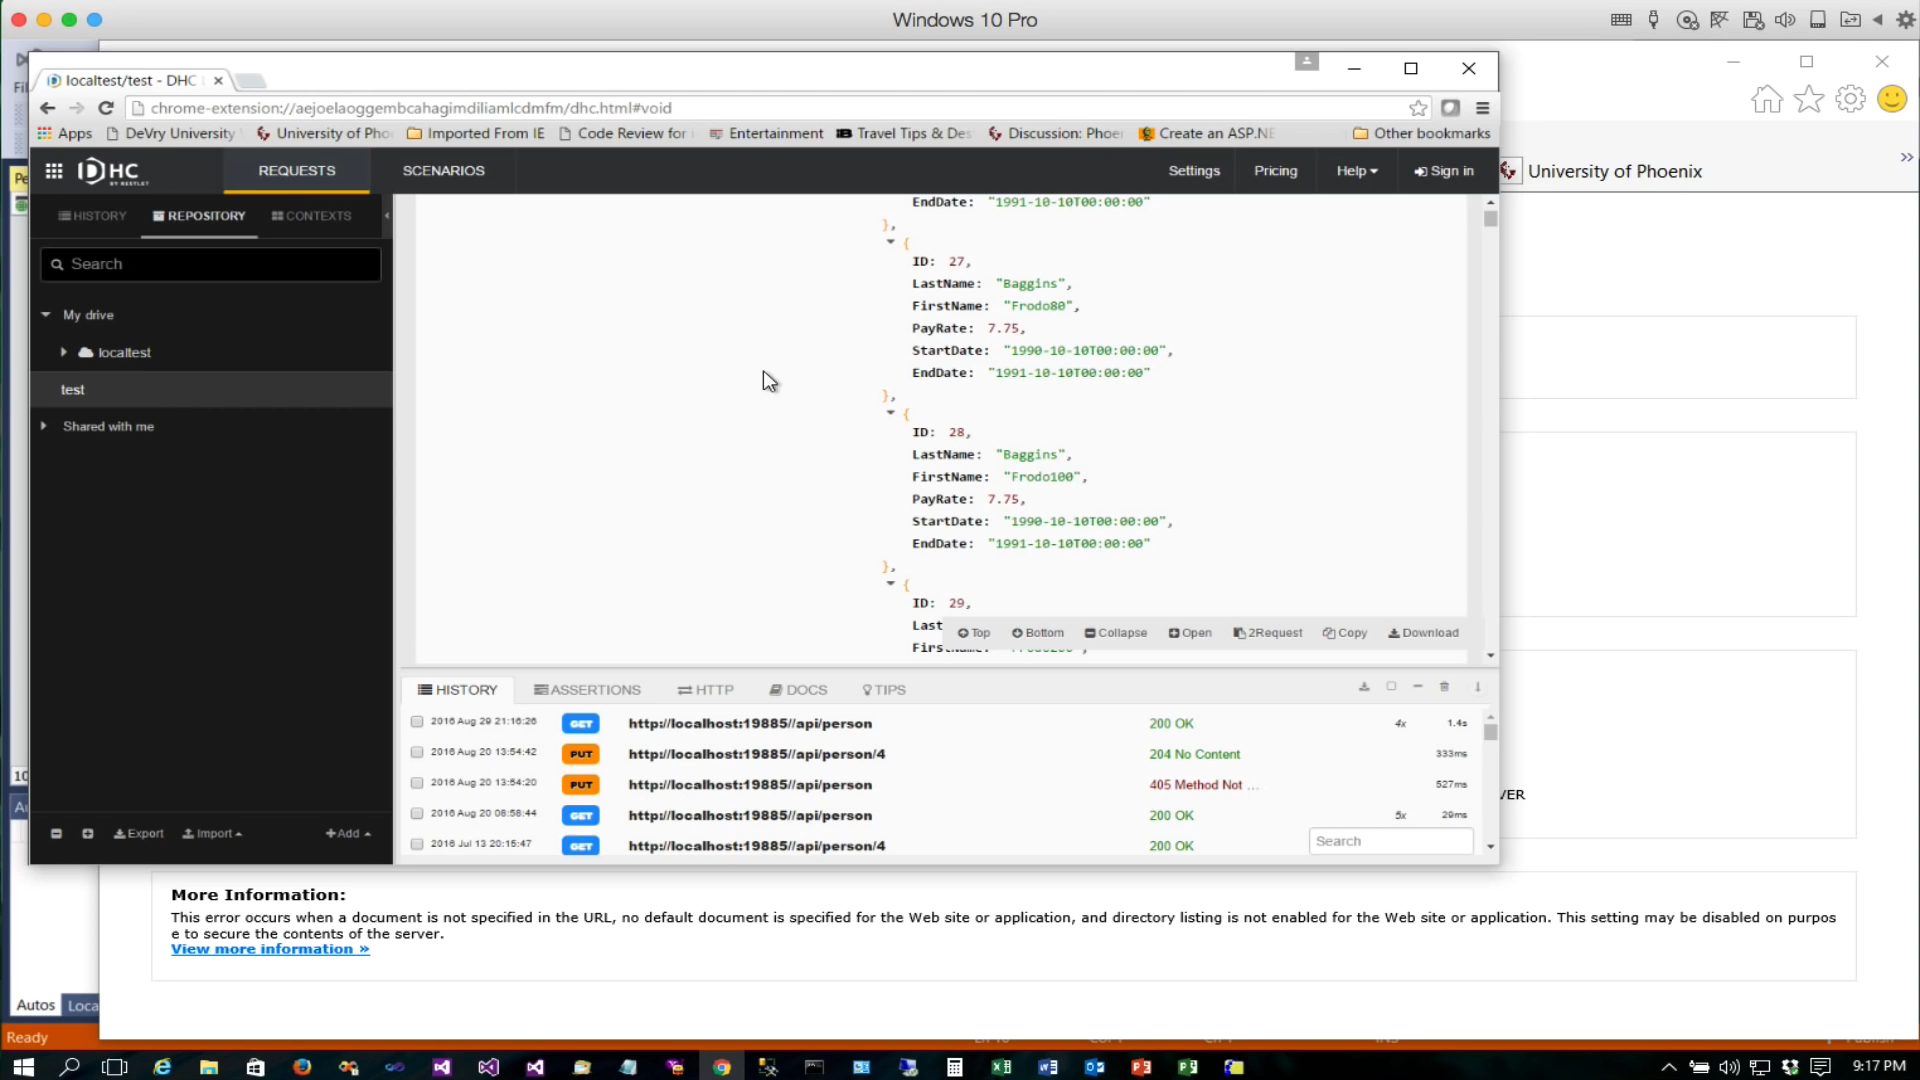 Windows 10 Pro
localtest/test - DHC
chrome-extension://aejoelaoggembcahagimdiliamlcdmfm/dhc.html#void
Apps
DeVry University
University of Pho
Imported From IE
Code Review for
Entertainment
Travel Tips & Des
Discussion: Phoe
Create an ASP.NE
Other bookmarks
DHC
BY RESTLET
REQUESTS
SCENARIOS
Settings
Pricing
Help
Sign in
University of Phoenix
HISTORY
REPOSITORY
CONTEXTS
Search
My drive
localtest
test
Shared with me
Export
Import
+Add
EndDate: "1991-10-10T00:00:00"
},
{
ID: 27,
LastName: "Baggins",
FirstName: "Frodo80",
PayRate: 7.75,
StartDate: "1990-10-10T00:00:00",
EndDate: "1991-10-10T00:00:00"
},
{
ID: 28,
LastName: "Baggins",
FirstName: "Frodo100",
PayRate: 7.75,
StartDate: "1990-10-10T00:00:00",
EndDate: "1991-10-10T00:00:00"
},
{
ID: 29,
Last
Top
Bottom
Collapse
Open
2Request
Copy
Download
HISTORY
ASSERTIONS
HTTP
DOCS
TIPS
2016 Aug 29 21:16:26 GET http://localhost:19885//api/person 200 OK 4x 1.4s
2016 Aug 20 13:54:42 PUT http://localhost:19885//api/person/4 204 No Content 333ms
2016 Aug 20 13:54:20 PUT http://localhost:19885//api/person 405 Method Not ... 527ms
2016 Aug 20 08:58:44 GET http://localhost:19885//api/person 200 OK 5x 29ms
2016 Jul 13 20:15:47 GET http://localhost:19885//api/person/4 200 OK
Search
VER
More Information:
This error occurs when a document is not specified in the URL, no default document is specified for the Web site or application, and directory listing is not enabled for the Web site or application. This setting may be disabled on purpos
e to secure the contents of the server.
View more information »
Autos
Loca
Ready
9:17 PM